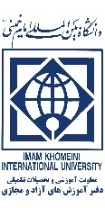 دانشگاه بین المللی امام خمینی
IMAM KHOMEINI
INTERNATIONAL UNIVERSITY
معاونت آموزشی و تحصیلات تکمیلی
دفتر آموزش های آزاد و مجازی